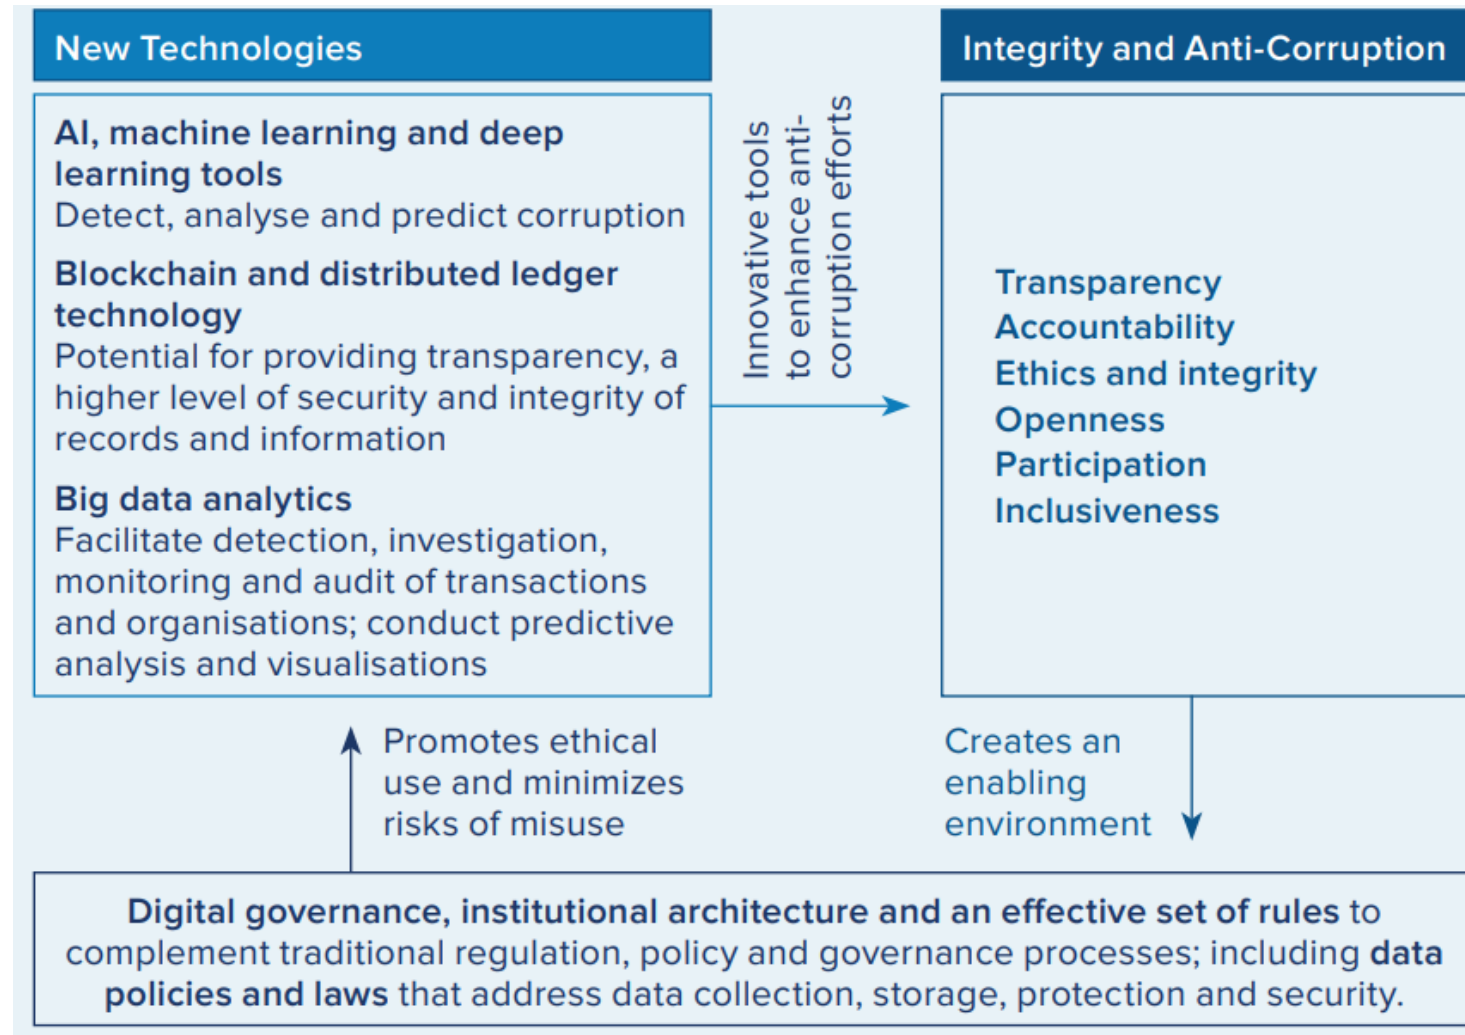 New Technologies
AI, machine learning and deep
learning tools
Detect, analyse and predict corruption
Blockchain and distributed ledger
technology
Potential for providing transparency, a
higher level of security and integrity of
records and information
Big data analytics
Facilitate detection, investigation,
monitoring and audit of transactions
and organisations; conduct predictive
analysis and visualisations
Innovative tools
to enhance anti-
corruption efforts
Integrity and Anti-Corruption
Transparency
Accountability
Ethics and integrity
Openness
Participation
Inclusiveness
Promotes ethical
use and minimizes
risks of misuse
Creates an
enabling
environment
Digital governance, institutional architecture and an effective set of rules to
complement traditional regulation, policy and governance processes; including data
policies and laws that address data collection, storage, protection and security.